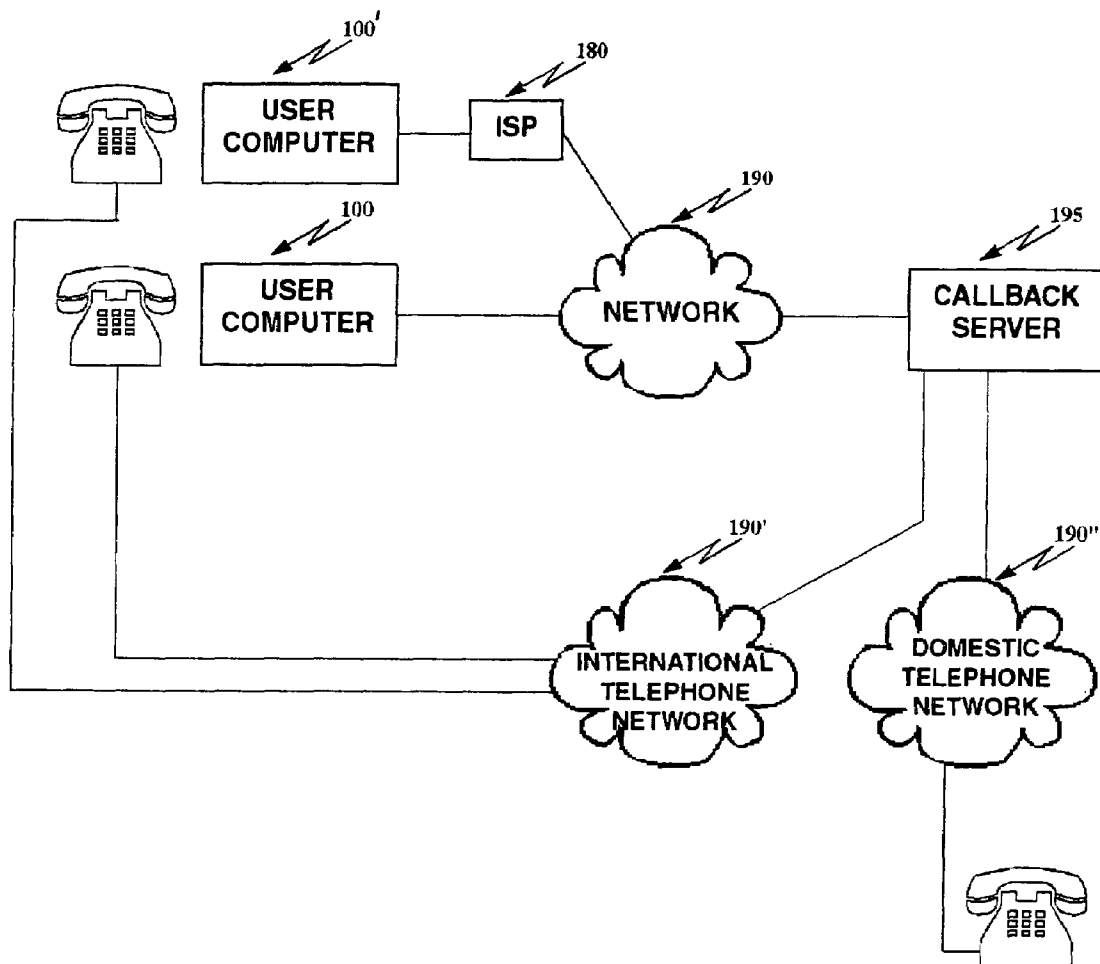 100'
180
USER
COMPUTER
ISP
190
100
195
USER
COMPUTER
NETWORK
CALLBACK
SERVER
190'
190"
INTERNATIONAL
TELEPHONE
NETWORK
DOMESTIC
TELEPHONE
NETWORK